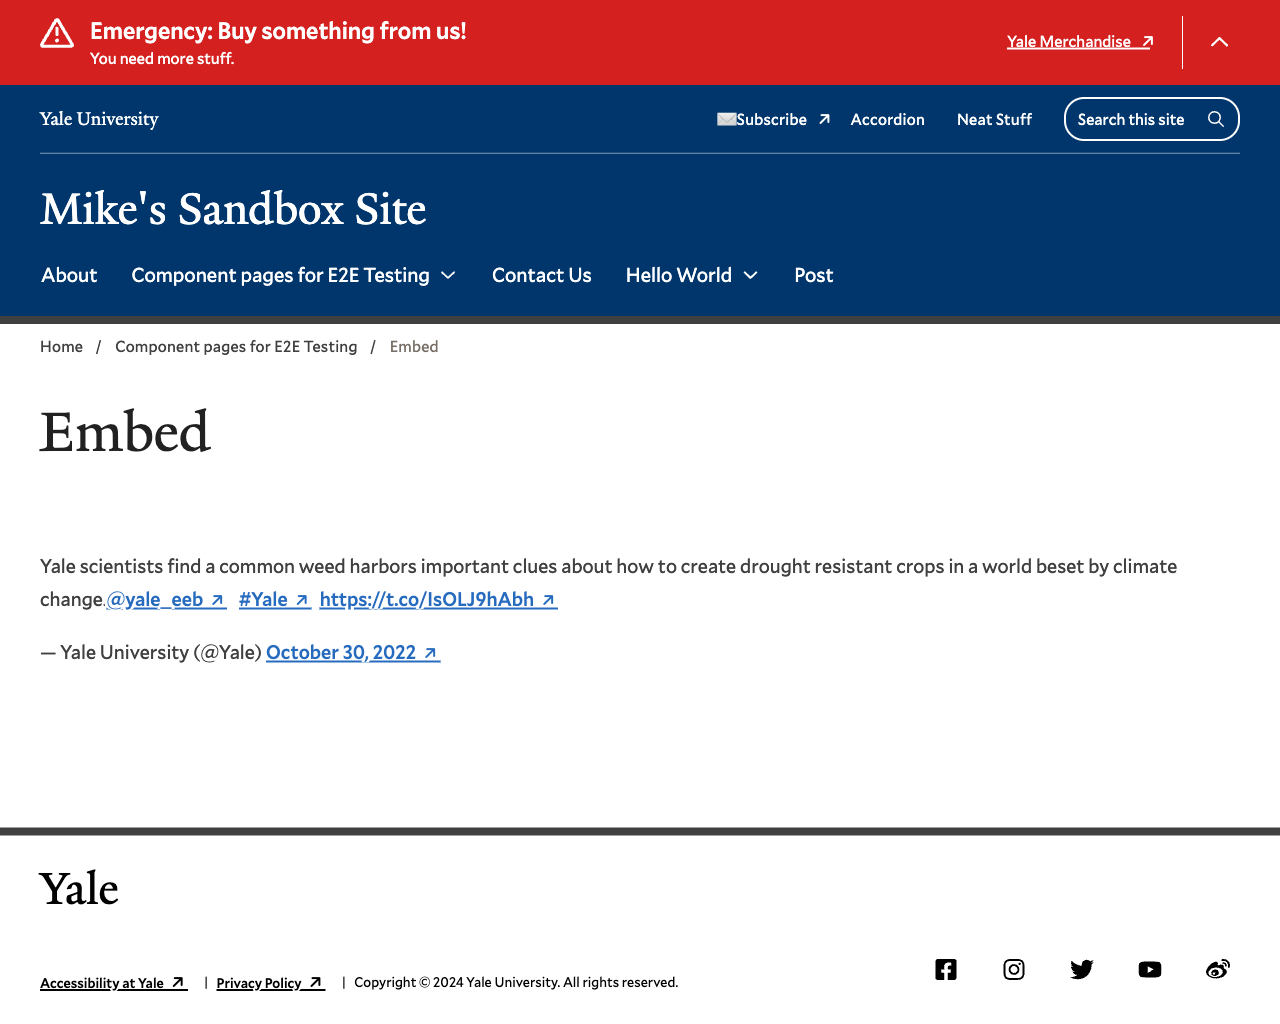 Emergency: Buy something from us!
You need more stuff.
Yale Merchandise
Yale University
Subscribe
Accordion
Neat Stuff
Search this site
Mike's Sandbox Site
About
Component pages for E2E Testing
Contact Us
Hello World
Post
Home / Component pages for E2E Testing / Embed
Embed
Yale scientists find a common weed harbors important clues about how to create drought resistant crops in a world beset by climate
change.@yale_eeb #Yale https://t.co/IsOLJ9hAbh
— Yale University (@Yale) October 30, 2022
Yale
Accessibility at Yale | Privacy Policy | Copyright © 2024 Yale University. All rights reserved.